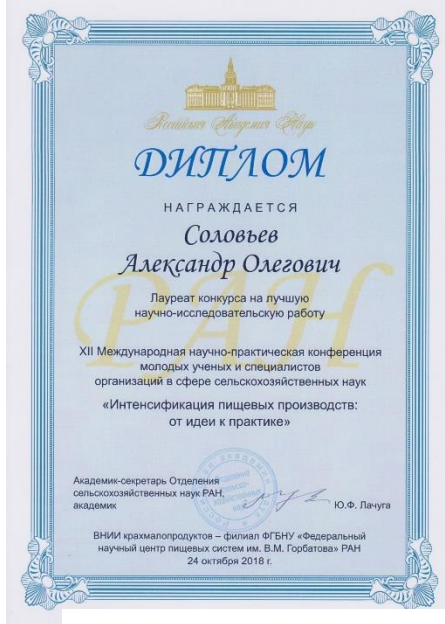 Российская Академия Наук
ДИПЛОМ
НАГРАЖДАЕТСЯ
Соловьев
Александр Олегович
РАН
Лауреат конкурса на лучшую
научно-исследовательскую работу
XII Международная научно-практическая конференция
молодых ученых и специалистов
организаций в сфере сельскохозяйственных наук
«Интенсификация пищевых производств:
от идеи к практике»
Академик-секретарь Отделения
сельскохозяйственных наук РАН,
академик
Ю.Ф. Лачуга
ВНИИ крахмалопродуктов – филиал ФГБНУ «Федеральный
научный центр пищевых систем им. В.М. Горбатова» РАН
24 октября 2018 г.